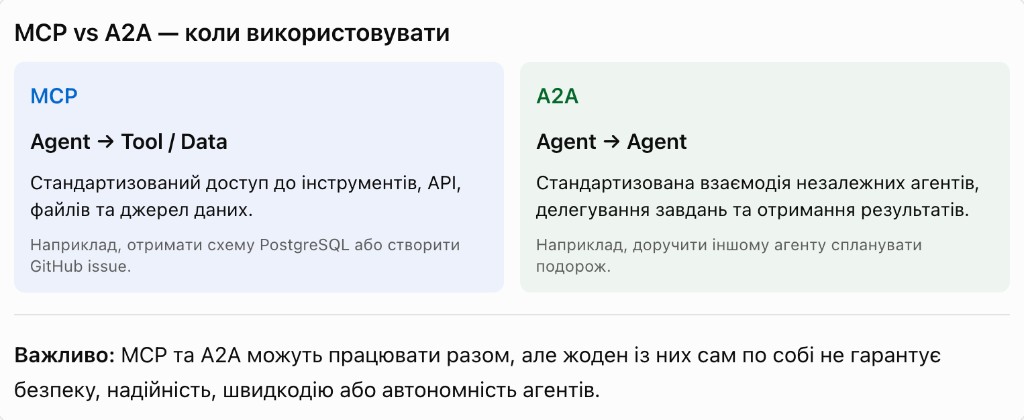 MCP vs A2A — коли використовувати
MCP
Agent → Tool / Data
Стандартизований доступ до інструментів, API,
файлів та джерел даних.
Наприклад, отримати схему PostgreSQL або створити
GitHub issue.
A2A
Agent → Agent
Стандартизована взаємодія незалежних агентів,
делегування завдань та отримання результатів.
Наприклад, доручити іншому агенту спланувати
подорож.
Важливо: MCP та A2A можуть працювати разом, але жоден із них сам по собі не гарантує
безпеку, надійність, швидкодію або автономність агентів.